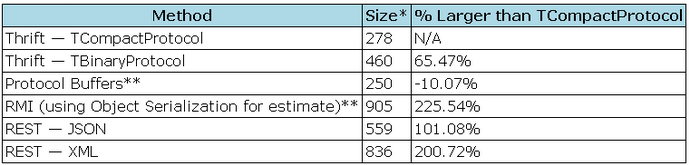 Method Size* % Larger than TCompactProtocol
Thrift — TCompactProtocol 278 N/A
Thrift — TBinaryProtocol 460 65.47%
Protocol Buffers** 250 -10.07%
RMI (using Object Serialization for estimate)** 905 225.54%
REST — JSON 559 101.08%
REST — XML 836 200.72%